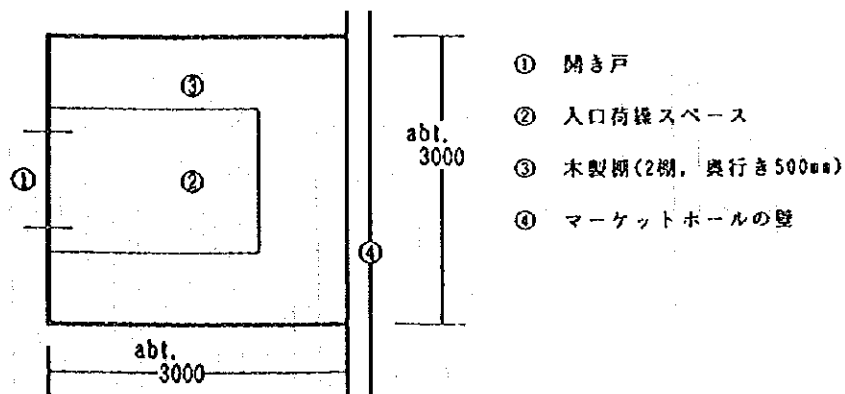 ① 開き戸
② 入口荷繰スペース
③ 木製棚(2棚, 奥行き500mm)
④ マーケットホールの壁
③
①
②
④
abt.
3000
abt.
3000